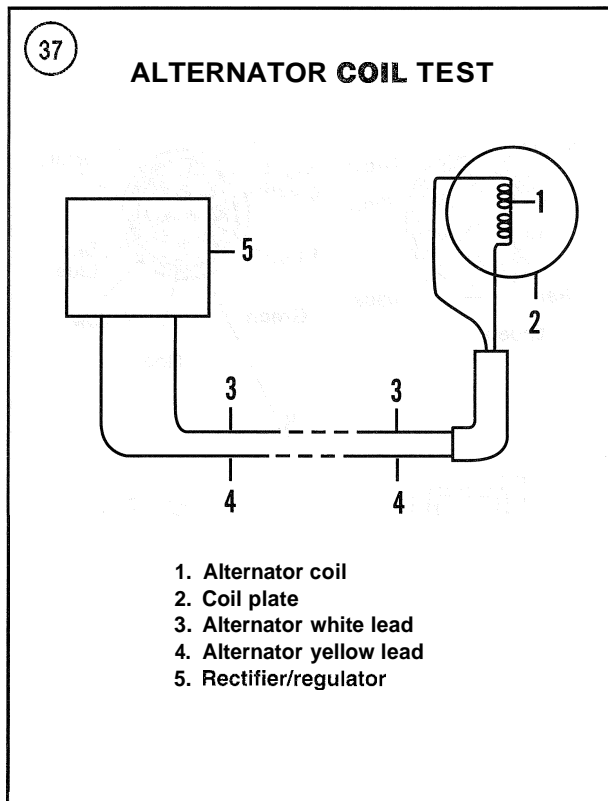 37
ALTERNATOR COIL TEST
1
5
2
3 3
4 4
1. Alternator coil
2. Coil plate
3. Alternator white lead
4. Alternator yellow lead
5. Rectifier/regulator